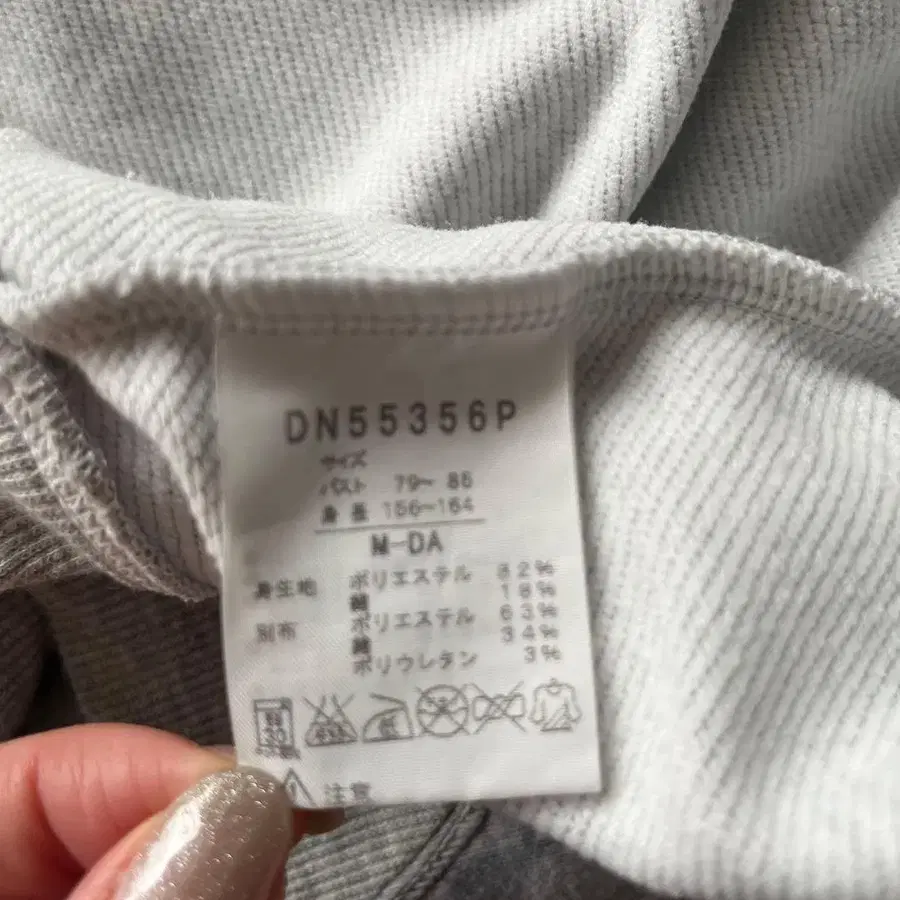 DN55356P
サイズ
バスト 79～ 85
身長 156～164
M-DA
身生地 ポリエステル 82%
綿 18%
別布 ポリエステル 63%
綿 34%
ポリウレタン 3%
注意